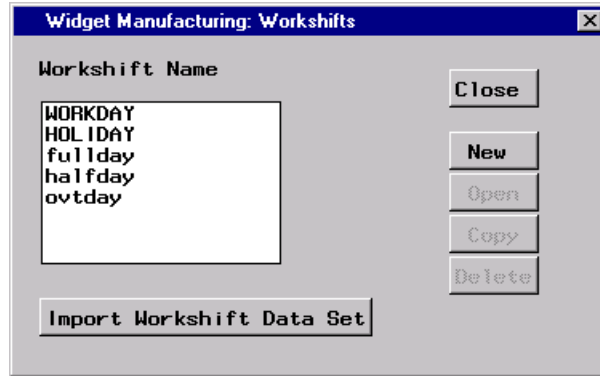 Widget Manufacturing: Workshifts
Workshift Name
WORKDAY
HOLIDAY
fullday
halfday
ovtday
Close
New
Open
Copy
Delete
Import Workshift Data Set